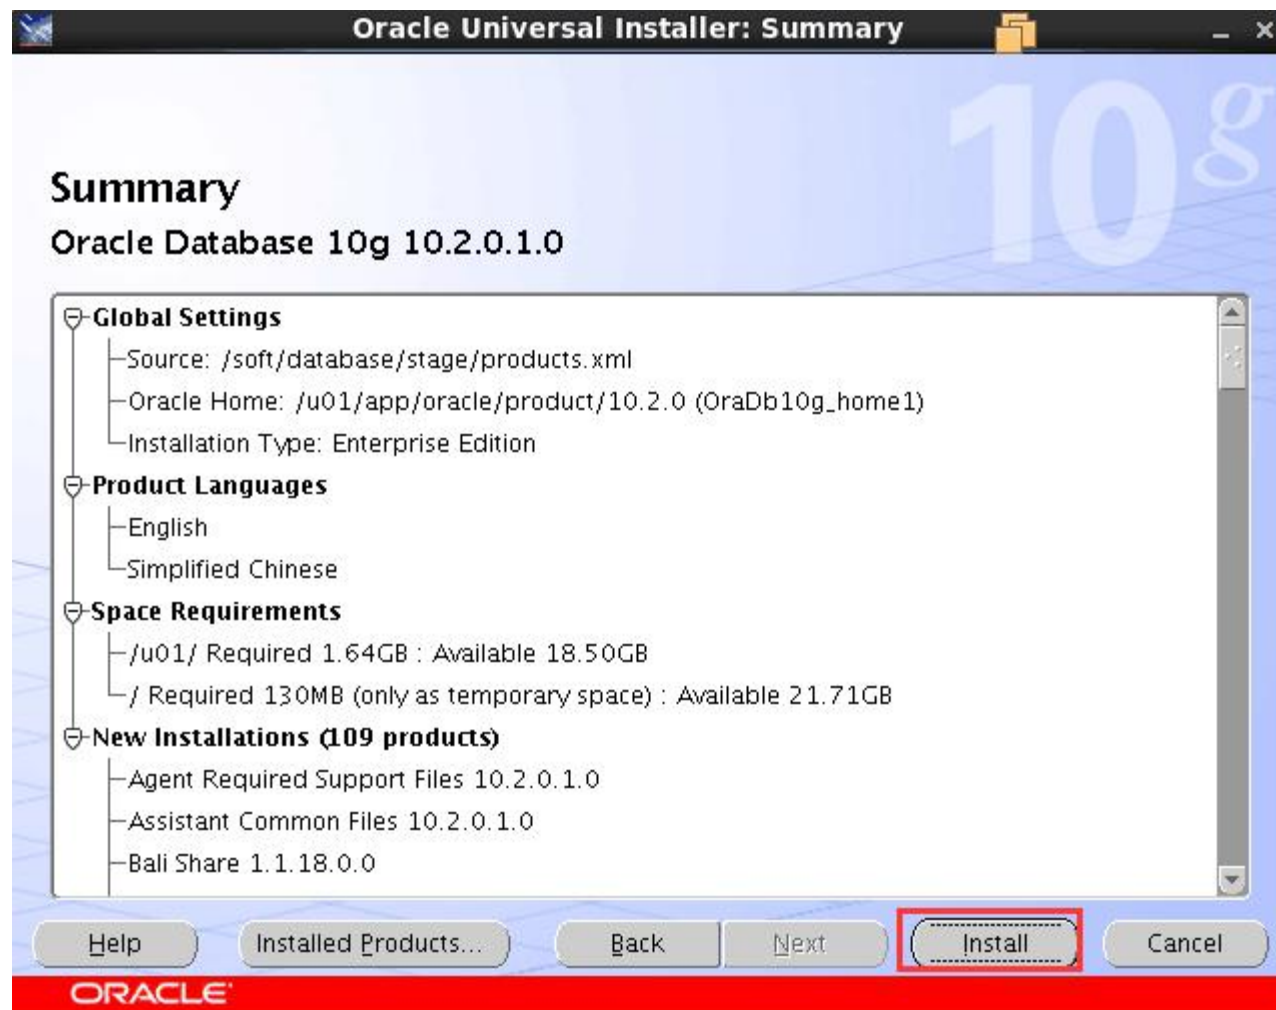 Oracle Universal Installer: Summary
10g
Summary
Oracle Database 10g 10.2.0.1.0
Global Settings
Source: /soft/database/stage/products.xml
Oracle Home: /u01/app/oracle/product/10.2.0 (OraDb10g_home1)
Installation Type: Enterprise Edition
Product Languages
English
Simplified Chinese
Space Requirements
/u01/ Required 1.64GB : Available 18.50GB
/ Required 130MB (only as temporary space) : Available 21.71GB
New Installations (109 products)
Agent Required Support Files 10.2.0.1.0
Assistant Common Files 10.2.0.1.0
Bali Share 1.1.18.0.0
Help Installed Products... Back Next Install Cancel
ORACLE